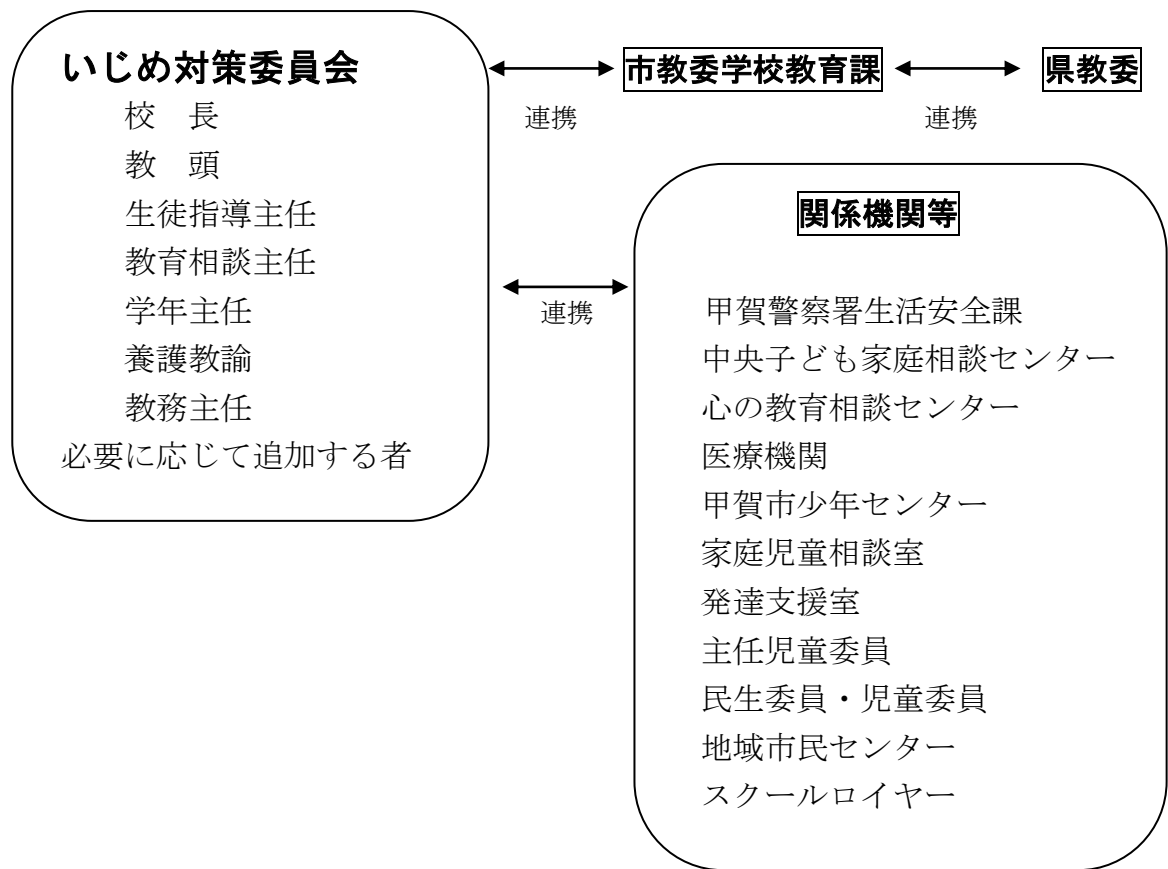 いじめ対策委員会
校　長
教　頭
生徒指導主任
教育相談主任
学年主任
養護教諭
教務主任
必要に応じて追加する者
連携
市教委学校教育課
連携
県教委
連携
関係機関等
甲賀警察署生活安全課
中央子ども家庭相談センター
心の教育相談センター
医療機関
甲賀市少年センター
家庭児童相談室
発達支援室
主任児童委員
民生委員・児童委員
地域市民センター
スクールロイヤー